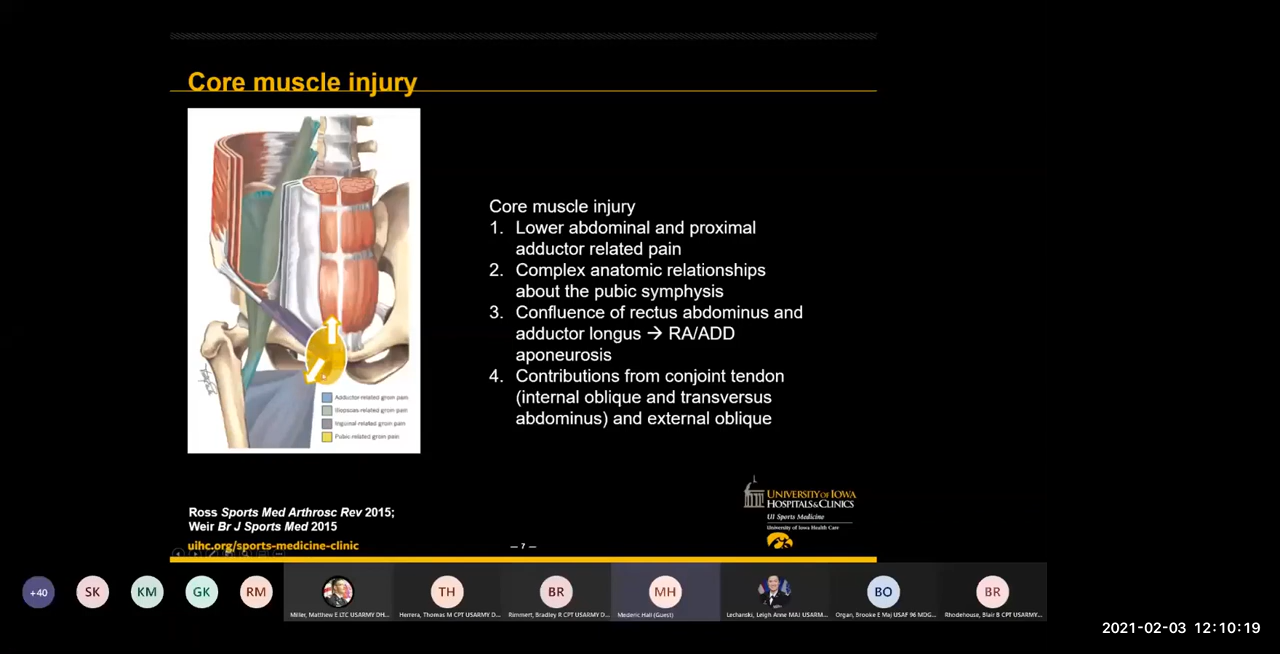 Core muscle injury
Core muscle injury
1. Lower abdominal and proximal
adductor related pain
2. Complex anatomic relationships
about the pubic symphysis
3. Confluence of rectus abdominus and
adductor longus → RA/ADD
aponeurosis
4. Contributions from conjoint tendon
(internal oblique and transversus
abdominus) and external oblique
Adductor-related groin pain
Iliopsoas-related groin pain
Inguinal-related groin pain
Pubic-related groin pain
Ross Sports Med Arthrosc Rev 2015;
Weir Br J Sports Med 2015
uihc.org/sports-medicine-clinic
— 7 —
UNIVERSITY OF IOWA
HOSPITALS & CLINICS
UI Sports Medicine
University of Iowa Health Care
+40
SK
KM
GK
RM
TH
BR
MH
BO
BR
Miller, Matthew E LTC USARMY DH...
Herrera, Thomas M CPT USARMY D...
Rimmert, Bradley R CPT USARMY D...
Mederic Hall (Guest)
Lechanski, Leigh Anne MAJ USARM...
Organ, Brooke E Maj USAF 96 MDG...
Rhodehouse, Blair B CPT USARMY...
2021-02-03 12:10:19